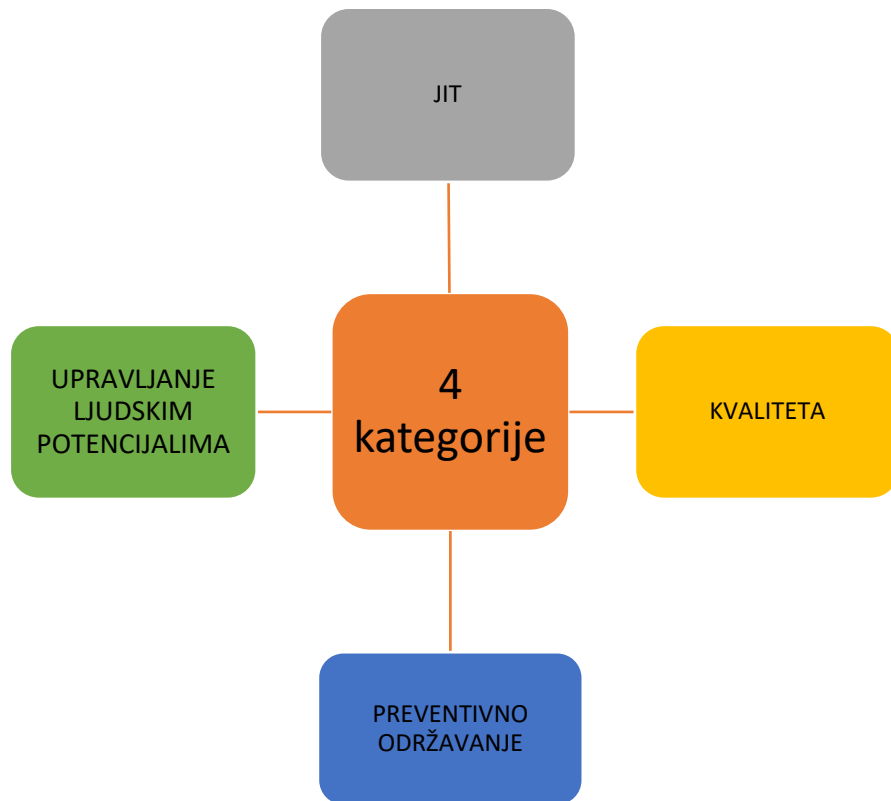 JIT
UPRAVLJANJE
LJUDSKIM
POTENCIJALIMA
4
kategorije
KVALITETA
PREVENTIVNO
ODRŽAVANJE